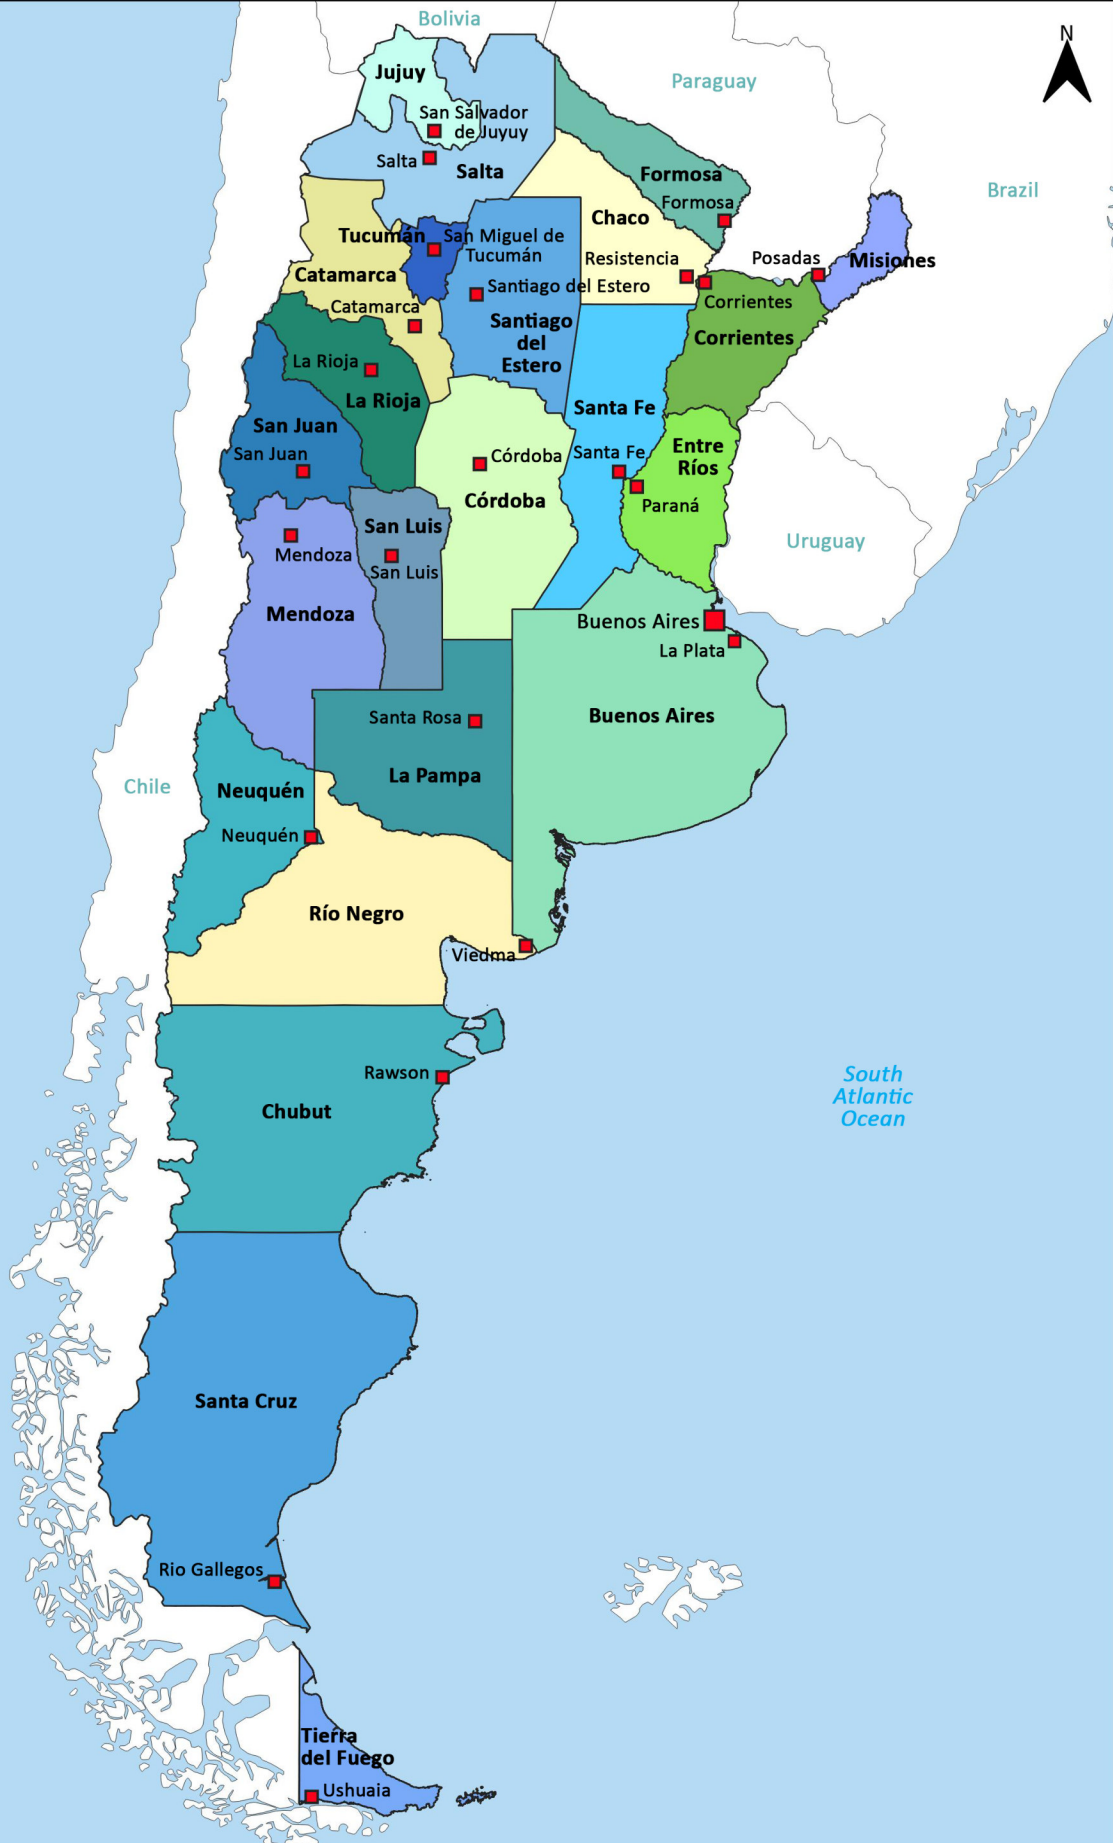 Bolivia
N
Jujuy
Paraguay
San Salvador
de Juyuy
Salta
Salta
Formosa
Formosa
Brazil
Chaco
Tucumán
San Miguel de
Tucumán
Resistencia
Posadas
Misiones
Catamarca
Santiago del Estero
Catamarca
Corrientes
Corrientes
Santiago
del
Estero
La Rioja
La Rioja
Santa Fe
San Juan
San Juan
Córdoba
Santa Fe
Entre
Ríos
Córdoba
Paraná
San Luis
Mendoza
San Luis
Uruguay
Mendoza
Buenos Aires
La Plata
Santa Rosa
Buenos Aires
La Pampa
Chile
Neuquén
Neuquén
Río Negro
Viedma
Rawson
South
Atlantic
Ocean
Chubut
Santa Cruz
Rio Gallegos
Tierra
del Fuego
Ushuaia